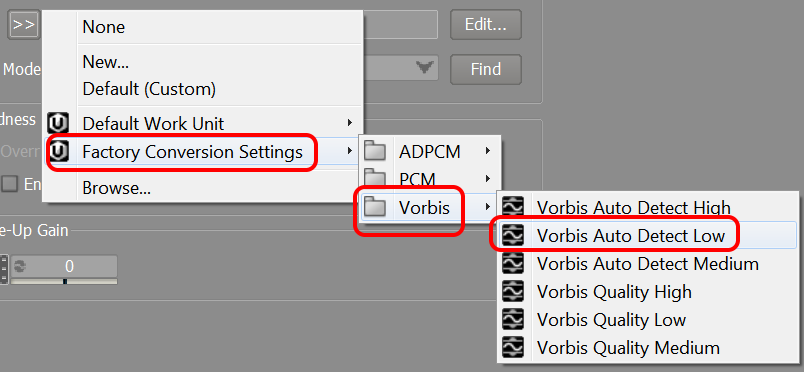 >>
None
Edit...
New...
Mode
Find
Default (Custom)
dness
Default Work Unit
Overr
Factory Conversion Settings
ADPCM
En
PCM
Browse...
Vorbis
Vorbis Auto Detect High
e-Up Gain
Vorbis Auto Detect Low
0
Vorbis Auto Detect Medium
Vorbis Quality High
Vorbis Quality Low
Vorbis Quality Medium